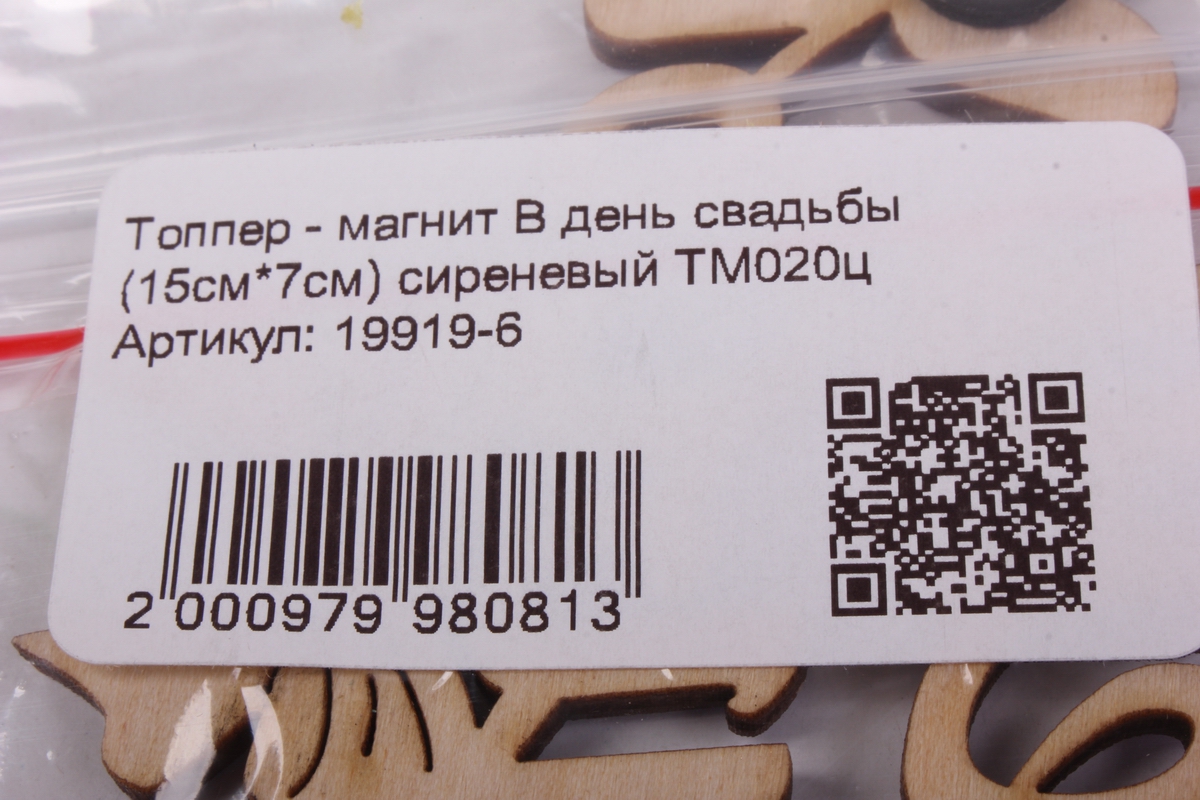 Топпер - магнит В день свадьбы
(15см*7см) сиреневый ТМ020ц
Артикул: 19919-6
2 000979 980813